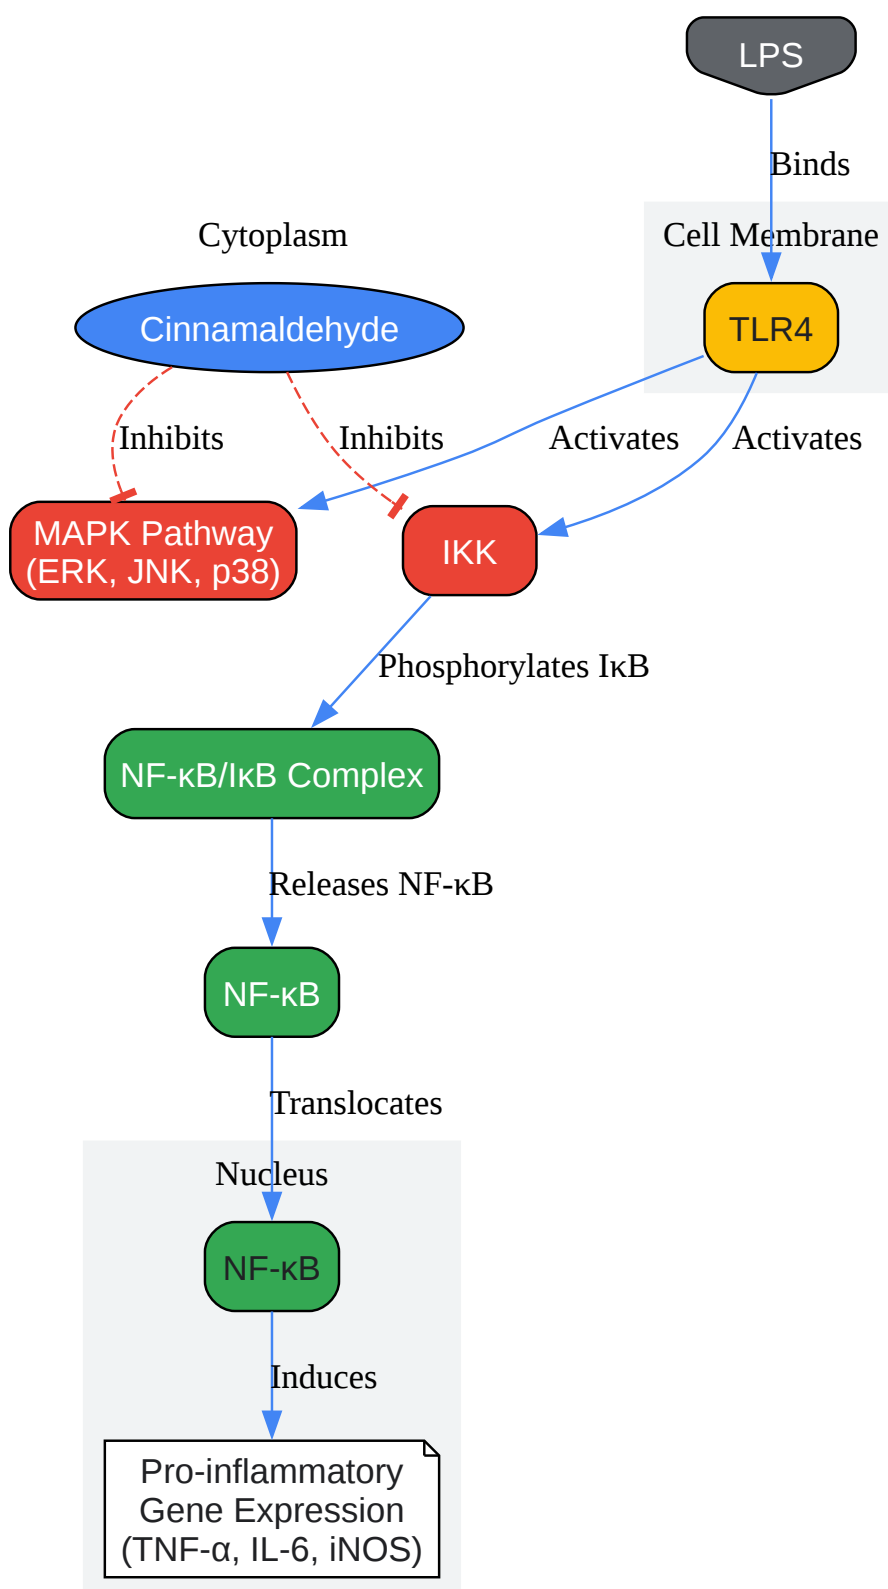 LPS
Binds
Cytoplasm
Cell Membrane
Cinnamaldehyde
TLR4
Inhibits
Inhibits
Activates
Activates
MAPK Pathway
(ERK, JNK, p38)
IKK
Phosphorylates IκB
NF-κB/IκB Complex
Releases NF-κB
NF-κB
Translocates
Nucleus
NF-κB
Induces
Pro-inflammatory
Gene Expression
(TNF-α, IL-6, iNOS)